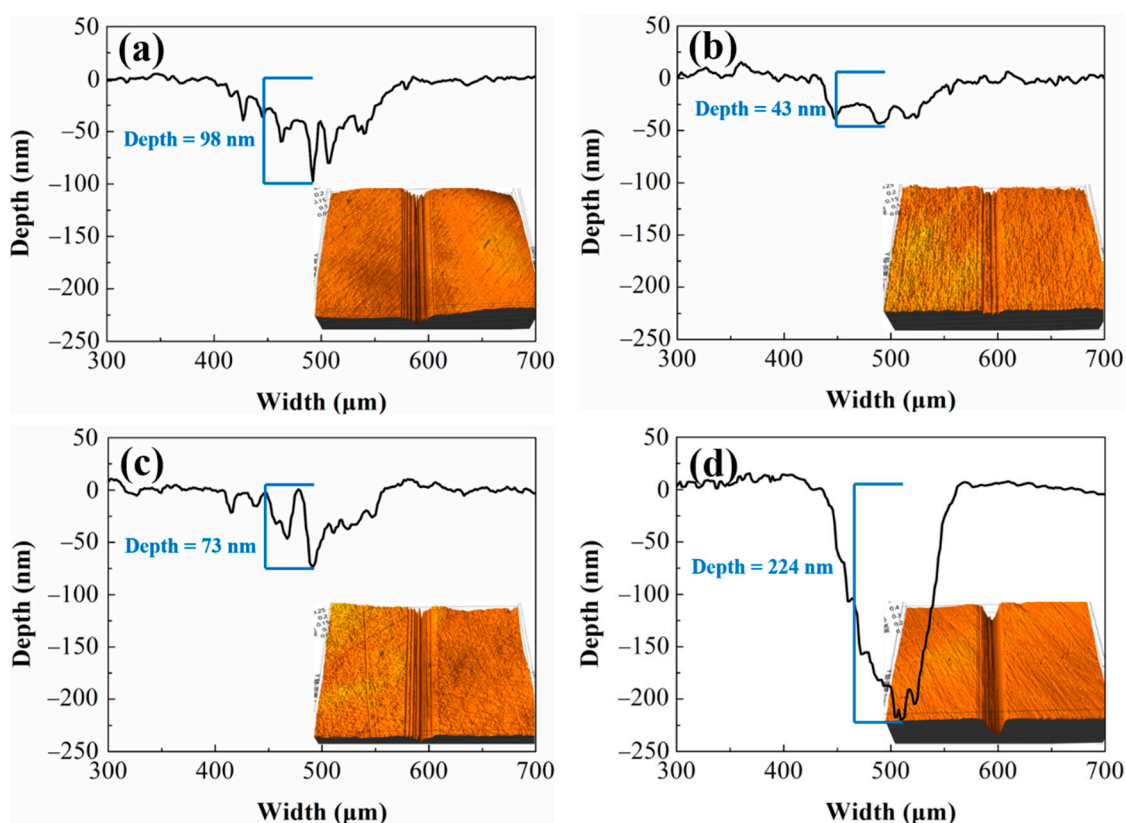 (a)
Depth (nm)
50
0
−50
−100
−150
−200
−250
Depth = 98 nm
300 400 500 600 700
Width (μm)
(b)
Depth (nm)
50
0
−50
−100
−150
−200
−250
Depth = 43 nm
300 400 500 600 700
Width (μm)
(c)
Depth (nm)
50
0
−50
−100
−150
−200
−250
Depth = 73 nm
300 400 500 600 700
Width (μm)
(d)
Depth (nm)
50
0
−50
−100
−150
−200
−250
Depth = 224 nm
300 400 500 600 700
Width (μm)